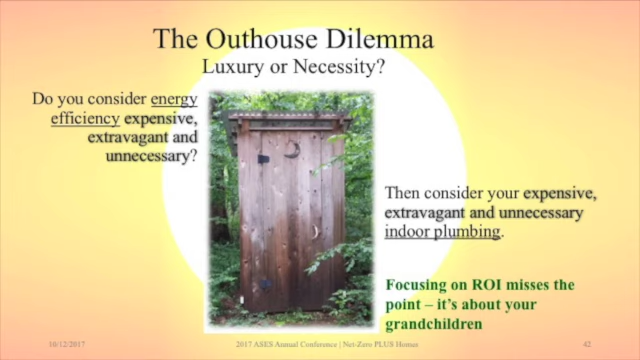 The Outhouse Dilemma
Luxury or Necessity?
Do you consider energy
efficiency expensive,
extravagant and
unnecessary?
Then consider your expensive,
extravagant and unnecessary
indoor plumbing.
Focusing on ROI misses the
point – it's about your
grandchildren
10/12/2017
2017 ASES Annual Conference | Net-Zero PLUS Homes
42